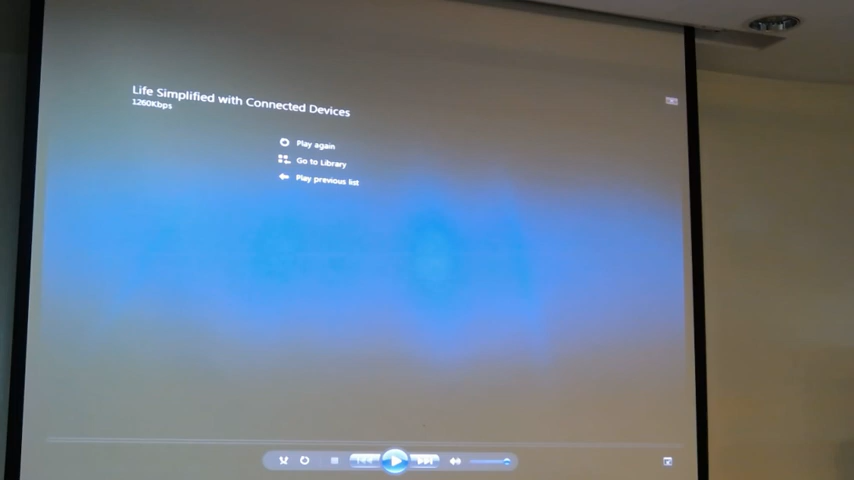 Life Simplified with Connected Devices
1260Kbps
Play again
Go to Library
Play previous list